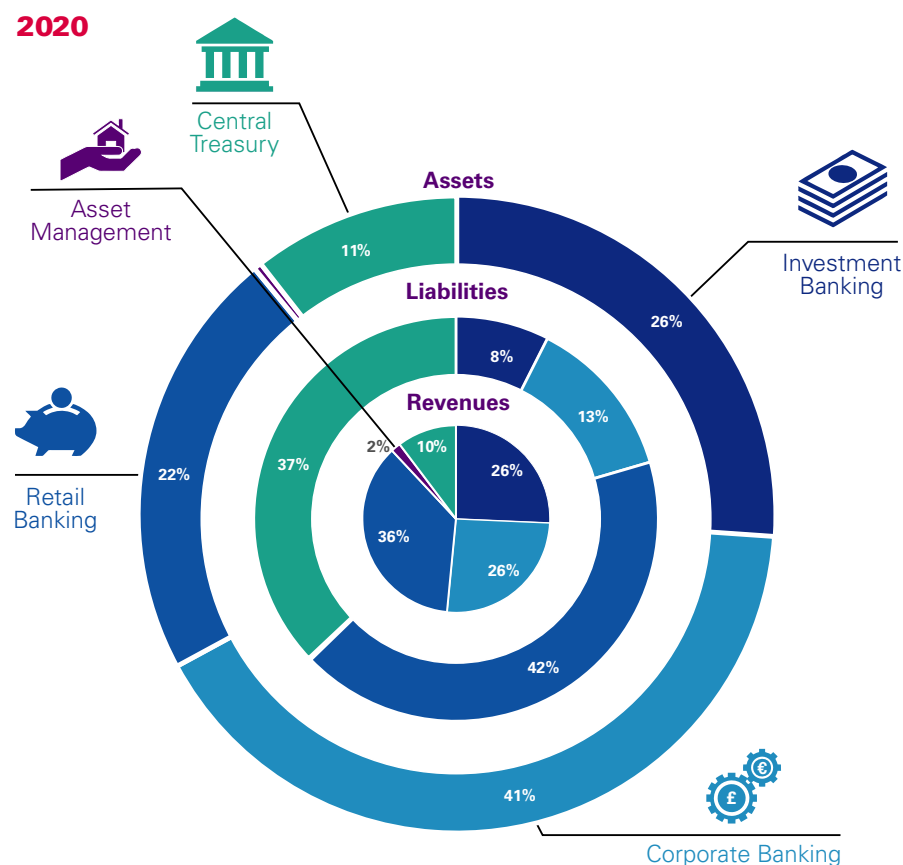 2020
Central
Treasury
Asset
Management
Assets
11%
Investment
Banking
26%
Liabilities
8%
13%
Revenues
2%
10%
26%
37%
22%
Retail
Banking
36%
26%
42%
41%
£
€
Corporate Banking